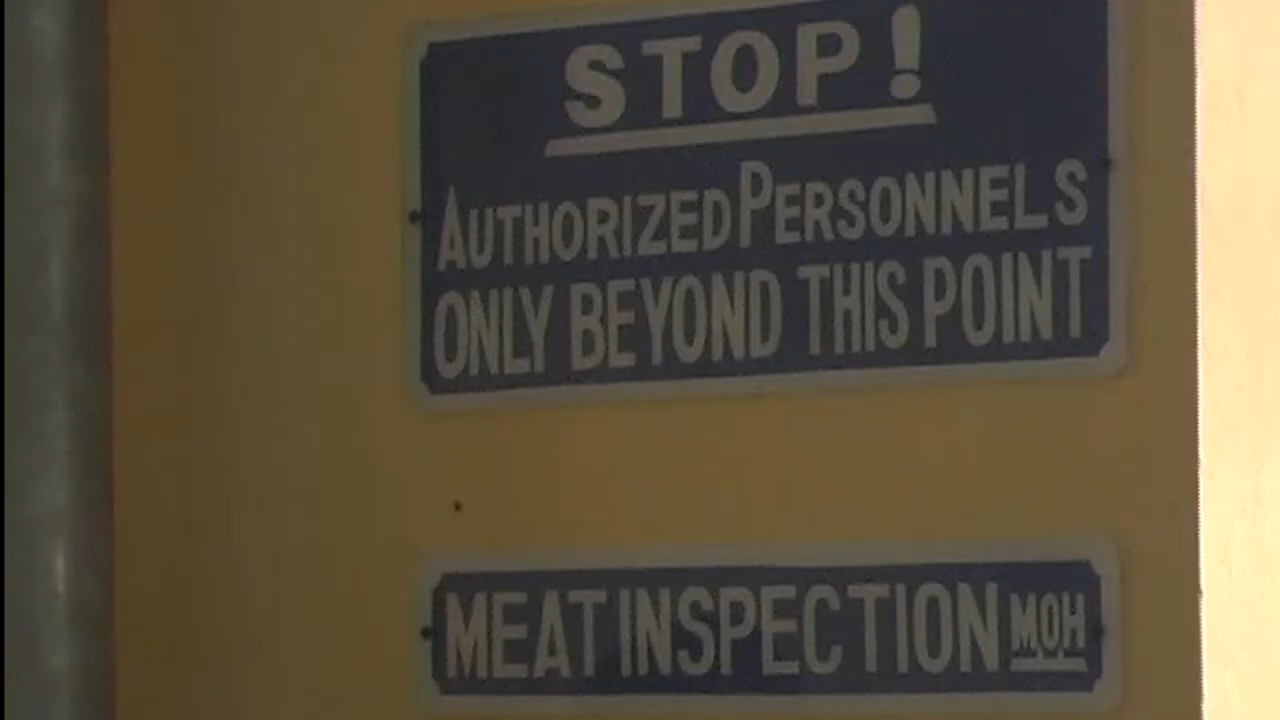 STOP!
AUTHORIZED PERSONNELS
ONLY BEYOND THIS POINT
MEAT INSPECTION MOH